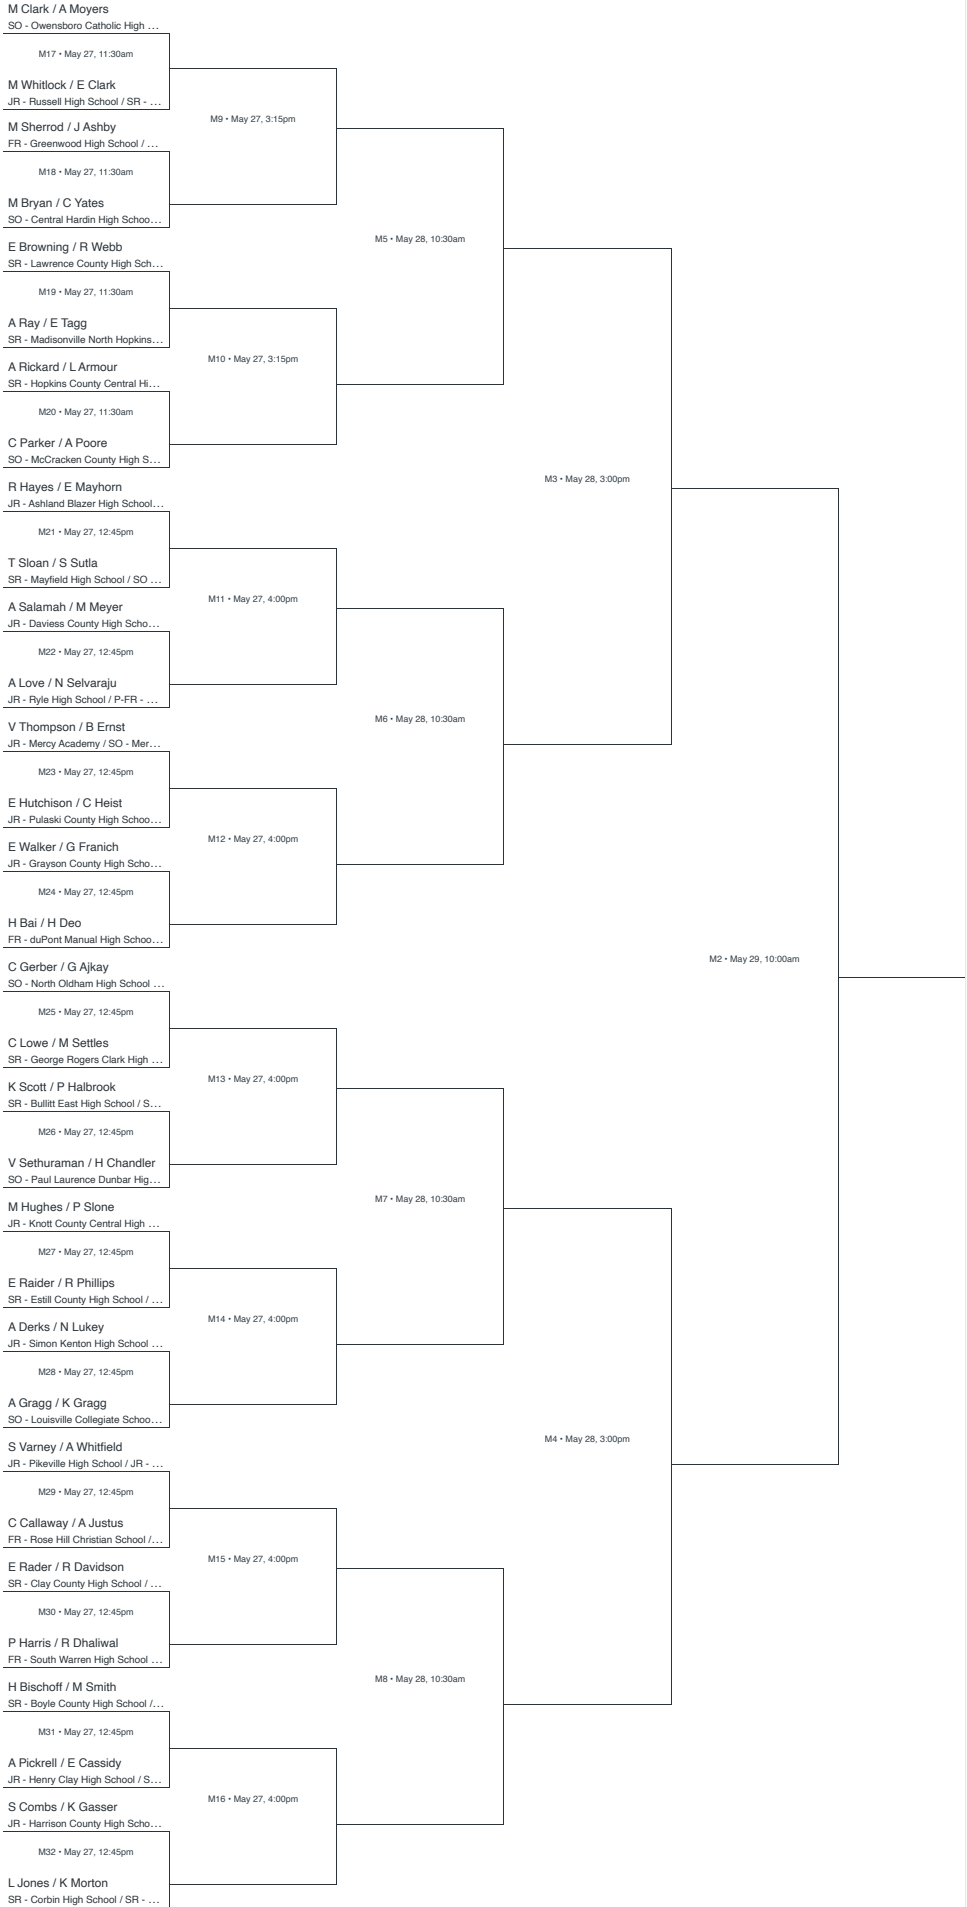 M Clark / A Moyers
SO - Owensboro Catholic High …
M17 • May 27, 11:30am
M Whitlock / E Clark
JR - Russell High School / SR - …
M9 • May 27, 3:15pm
M Sherrod / J Ashby
FR - Greenwood High School / …
M18 • May 27, 11:30am
M Bryan / C Yates
SO - Central Hardin High Schoo…
M5 • May 28, 10:30am
E Browning / R Webb
SR - Lawrence County High Sch…
M19 • May 27, 11:30am
A Ray / E Tagg
SR - Madisonville North Hopkins…
M10 • May 27, 3:15pm
A Rickard / L Armour
SR - Hopkins County Central Hi…
M20 • May 27, 11:30am
C Parker / A Poore
SO - McCracken County High S…
M3 • May 28, 3:00pm
R Hayes / E Mayhorn
JR - Ashland Blazer High School…
M21 • May 27, 12:45pm
T Sloan / S Sutla
SR - Mayfield High School / SO …
M11 • May 27, 4:00pm
A Salamah / M Meyer
JR - Daviess County High Scho…
M22 • May 27, 12:45pm
A Love / N Selvaraju
JR - Ryle High School / P-FR - …
M6 • May 28, 10:30am
V Thompson / B Ernst
JR - Mercy Academy / SO - Mer…
M23 • May 27, 12:45pm
E Hutchison / C Heist
JR - Pulaski County High Schoo…
M12 • May 27, 4:00pm
E Walker / G Franich
JR - Grayson County High Scho…
M24 • May 27, 12:45pm
H Bai / H Deo
FR - duPont Manual High Schoo…
M2 • May 29, 10:00am
C Gerber / G Ajkay
SO - North Oldham High School …
M25 • May 27, 12:45pm
C Lowe / M Settles
SR - George Rogers Clark High …
M13 • May 27, 4:00pm
K Scott / P Halbrook
SR - Bullitt East High School / S…
M26 • May 27, 12:45pm
V Sethuraman / H Chandler
SO - Paul Laurence Dunbar Hig…
M7 • May 28, 10:30am
M Hughes / P Slone
JR - Knott County Central High …
M27 • May 27, 12:45pm
E Raider / R Phillips
SR - Estill County High School / …
M14 • May 27, 4:00pm
A Derks / N Lukey
JR - Simon Kenton High School …
M28 • May 27, 12:45pm
A Gragg / K Gragg
SO - Louisville Collegiate Schoo…
M4 • May 28, 3:00pm
S Varney / A Whitfield
JR - Pikeville High School / JR - …
M29 • May 27, 12:45pm
C Callaway / A Justus
FR - Rose Hill Christian School /…
M15 • May 27, 4:00pm
E Rader / R Davidson
SR - Clay County High School / …
M30 • May 27, 12:45pm
P Harris / R Dhaliwal
FR - South Warren High School …
M8 • May 28, 10:30am
H Bischoff / M Smith
SR - Boyle County High School /…
M31 • May 27, 12:45pm
A Pickrell / E Cassidy
JR - Henry Clay High School / S…
M16 • May 27, 4:00pm
S Combs / K Gasser
JR - Harrison County High Scho…
M32 • May 27, 12:45pm
L Jones / K Morton
SR - Corbin High School / SR - …